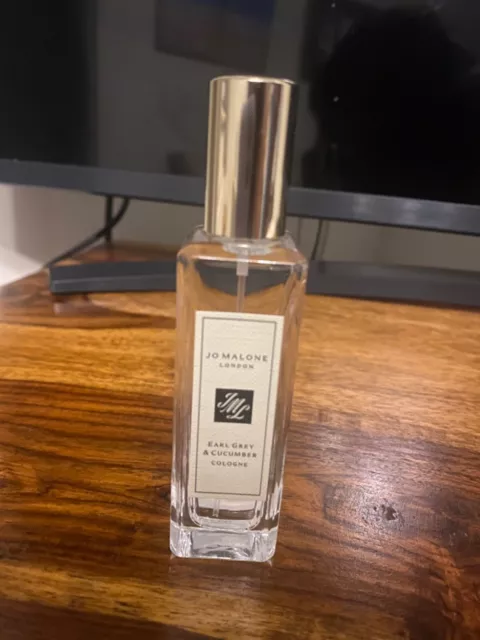 JO MALONE
LONDON
JML
EARL GREY
& CUCUMBER
COLOGNE